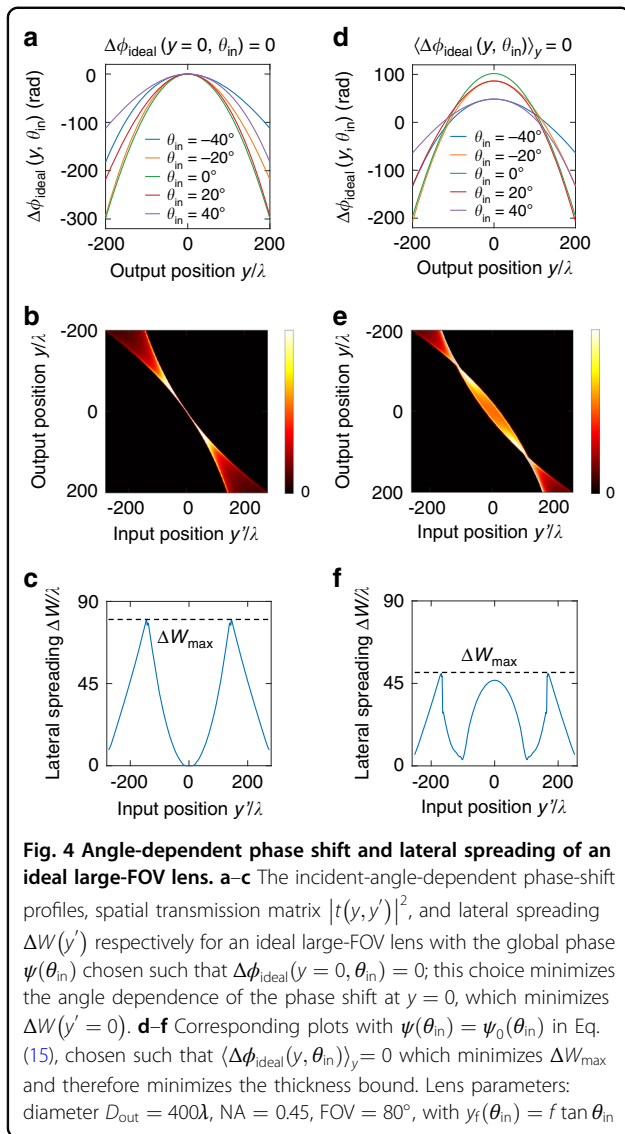 a
Δϕideal (y = 0, θin) = 0
Δϕideal (y, θin) (rad)
0
-100
-200
-300
θin = –40°
θin = –20°
θin = 0°
θin = 20°
θin = 40°
-200 0 200
Output position y/λ
d
⟨Δϕideal (y, θin)⟩y = 0
Δϕideal (y, θin) (rad)
100
0
-100
-200
θin = –40°
θin = –20°
θin = 0°
θin = 20°
θin = 40°
-200 0 200
Output position y/λ
b
Output position y/λ
-200
0
200
-200 0 200
Input position y'/λ
0
e
Output position y/λ
-200
0
200
-200 0 200
Input position y'/λ
0
c
Lateral spreading ΔW/λ
90
45
0
ΔWmax
-200 0 200
Input position y'/λ
f
Lateral spreading ΔW/λ
90
45
0
ΔWmax
-200 0 200
Input position y'/λ
Fig. 4 Angle-dependent phase shift and lateral spreading of an
ideal large-FOV lens. a–c The incident-angle-dependent phase-shift
profiles, spatial transmission matrix |t(y, y′)|², and lateral spreading
ΔW(y′) respectively for an ideal large-FOV lens with the global phase
ψ(θin) chosen such that Δϕideal(y = 0, θin) = 0; this choice minimizes
the angle dependence of the phase shift at y = 0, which minimizes
ΔW(y′ = 0). d–f Corresponding plots with ψ(θin) = ψ0(θin) in Eq.
(15), chosen such that ⟨Δϕideal(y, θin)⟩y = 0 which minimizes ΔWmax
and therefore minimizes the thickness bound. Lens parameters:
diameter Dout = 400λ, NA = 0.45, FOV = 80°, with yf(θin) = f tan θin